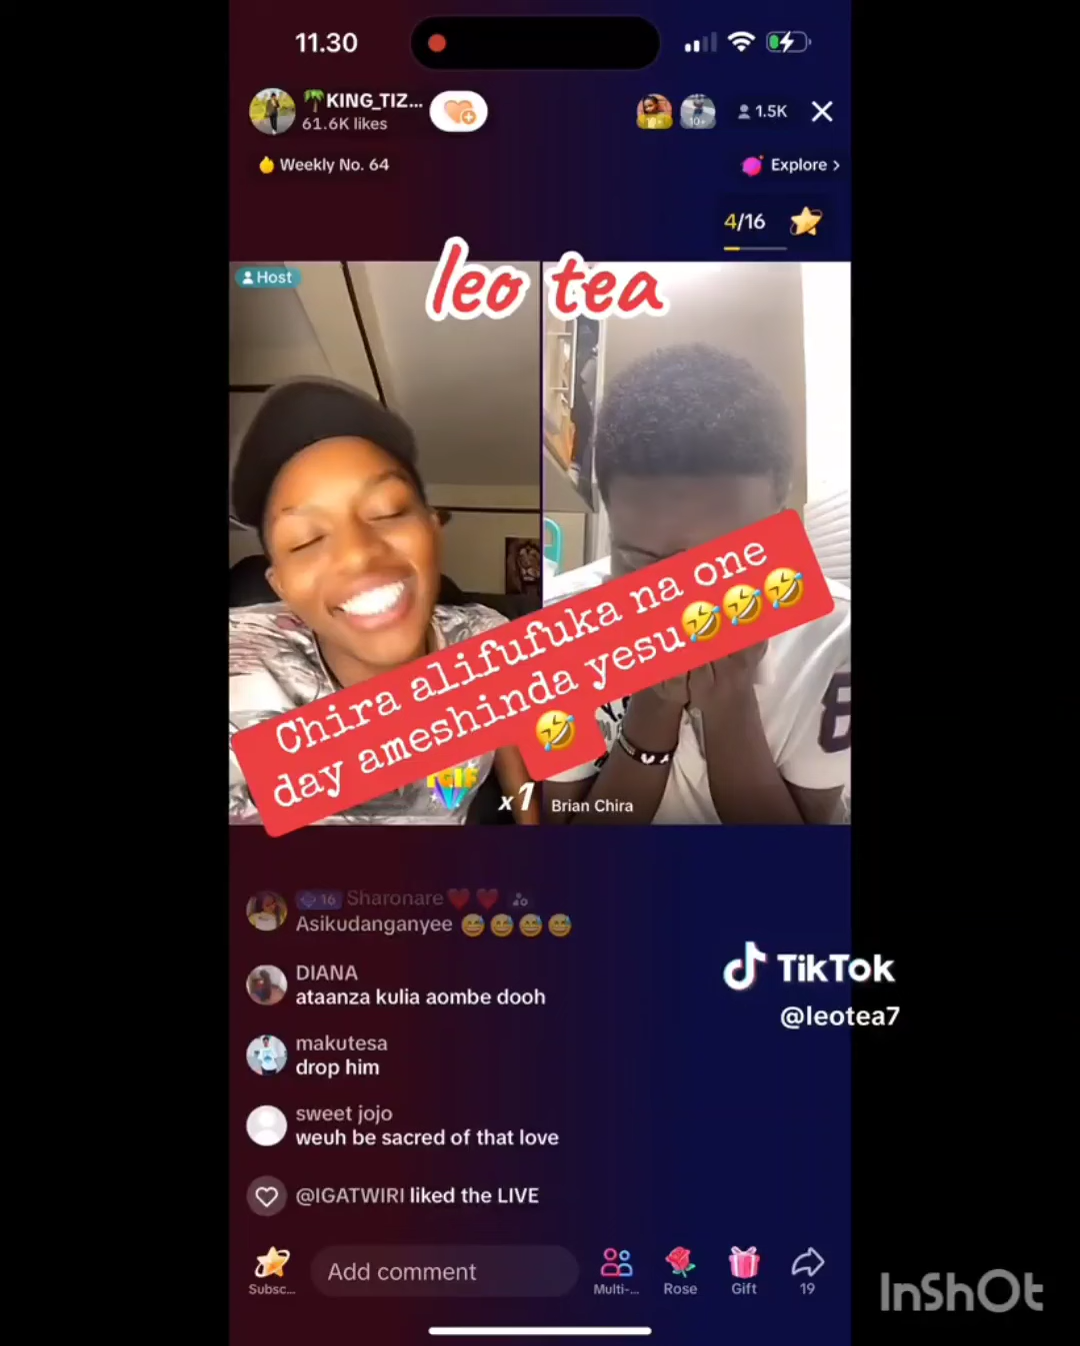 11.30
🌴KING_TIZ...
61.6K likes
1.5K
Weekly No. 64
Explore >
4/16
leo tea
Host
Chira alifufuka na one
day ameshinda yesu🤣🤣🤣
🤣
x1
Brian Chira
16 Sharonare❤️❤️
Asikudanganyee 😅😅😅😅
DIANA
ataanza kulia aombe dooh
makutesa
drop him
sweet jojo
weuh be sacred of that love
@IGATWIRI liked the LIVE
TikTok
@leotea7
Add comment
Subsc...
Multi-...
Rose
Gift
19
InShOt